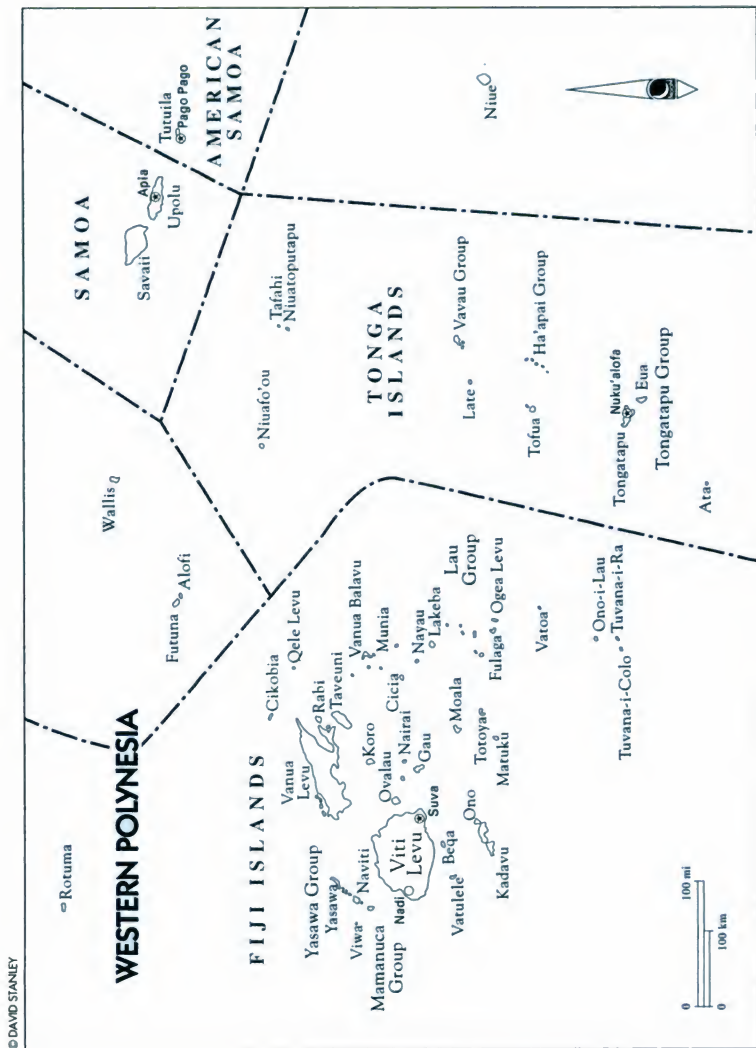 © DAVID STANLEY
WESTERN POLYNESIA
Rotuma
Wallis
Futuna
Alofi
SAMOA
Savaii
Apia
Upolu
Tutuila
Pago Pago
AMERICAN
SAMOA
FIJI ISLANDS
Cikobia
Qele Levu
Vanua
Levu
Rabi
Taveuni
Yasawa Group
Yasawa
Naviti
Viwa
Mamanuca
Group
Nadi
Viti
Levu
Suva
Koro
Ovalau
Nairai
Gau
Cicia
Vanua Balavu
Munia
Nayau
Lakeba
Lau
Group
Moala
Totoya
Matuku
Fulaga
Ogea Levu
Vatulele
Beqa
Ono
Kadavu
Vatoa
Ono-i-Lau
Tuvana-i-Ra
Tuvana-i-Colo
Niuafo'ou
Tafahi
Niuatoputapu
TONGA
ISLANDS
Vavau Group
Late
Ha'apai Group
Tofua
Nuku'alofa
Tongatapu
Eua
Tongatapu Group
Ata
Niue
0 100 mi
0 100 km